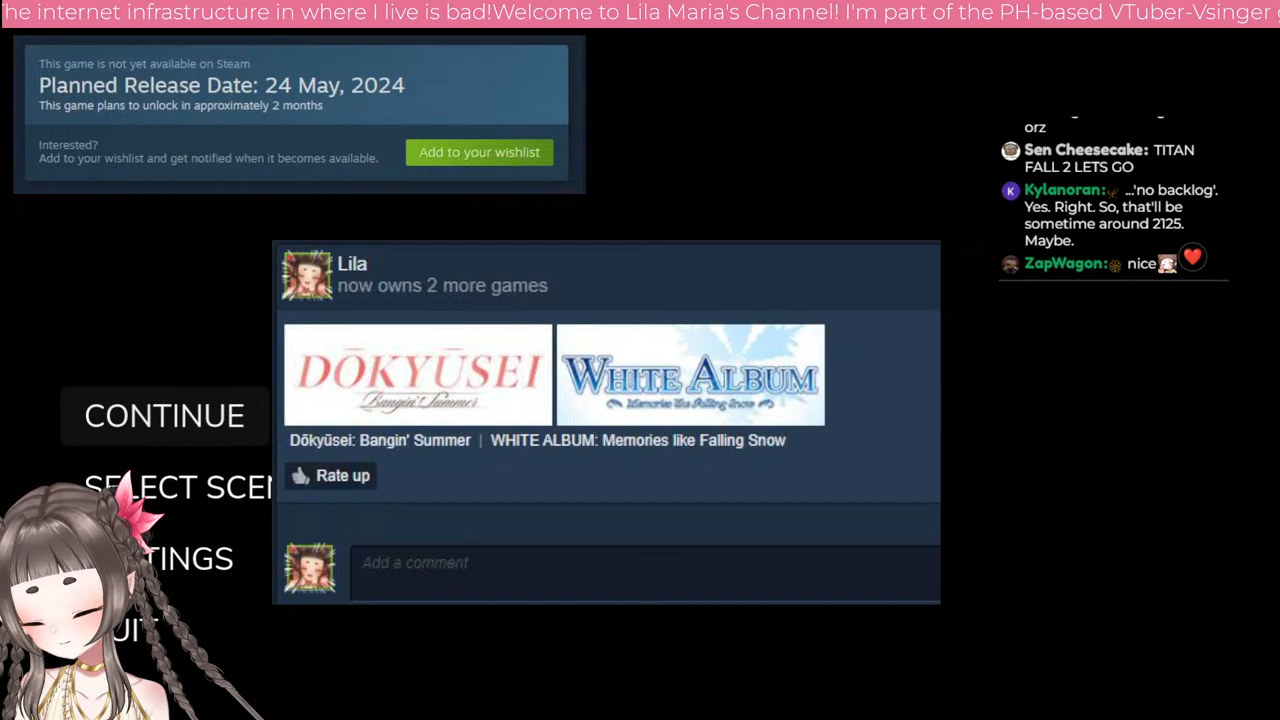 The internet infrastructure in where I live is bad!Welcome to Lila Maria's Channel! I'm part of the PH-based VTuber-Vsinger
This game is not yet available on Steam
Planned Release Date: 24 May, 2024
This game plans to unlock in approximately 2 months
Interested?
Add to your wishlist and get notified when it becomes available.
Add to your wishlist
orz
Sen Cheesecake: TITAN
FALL 2 LETS GO
K
Kylanoran: ...'no backlog'.
Yes. Right. So, that'll be
sometime around 2125.
Maybe.
ZapWagon: nice
Lila
now owns 2 more games
DŌKYŪSEI
Bangin' Summer
WHITE ALBUM
Memories like Falling Snow
Dōkyūsei: Bangin' Summer | WHITE ALBUM: Memories like Falling Snow
Rate up
Add a comment
CONTINUE
SELECT SCEN
TINGS
UIT